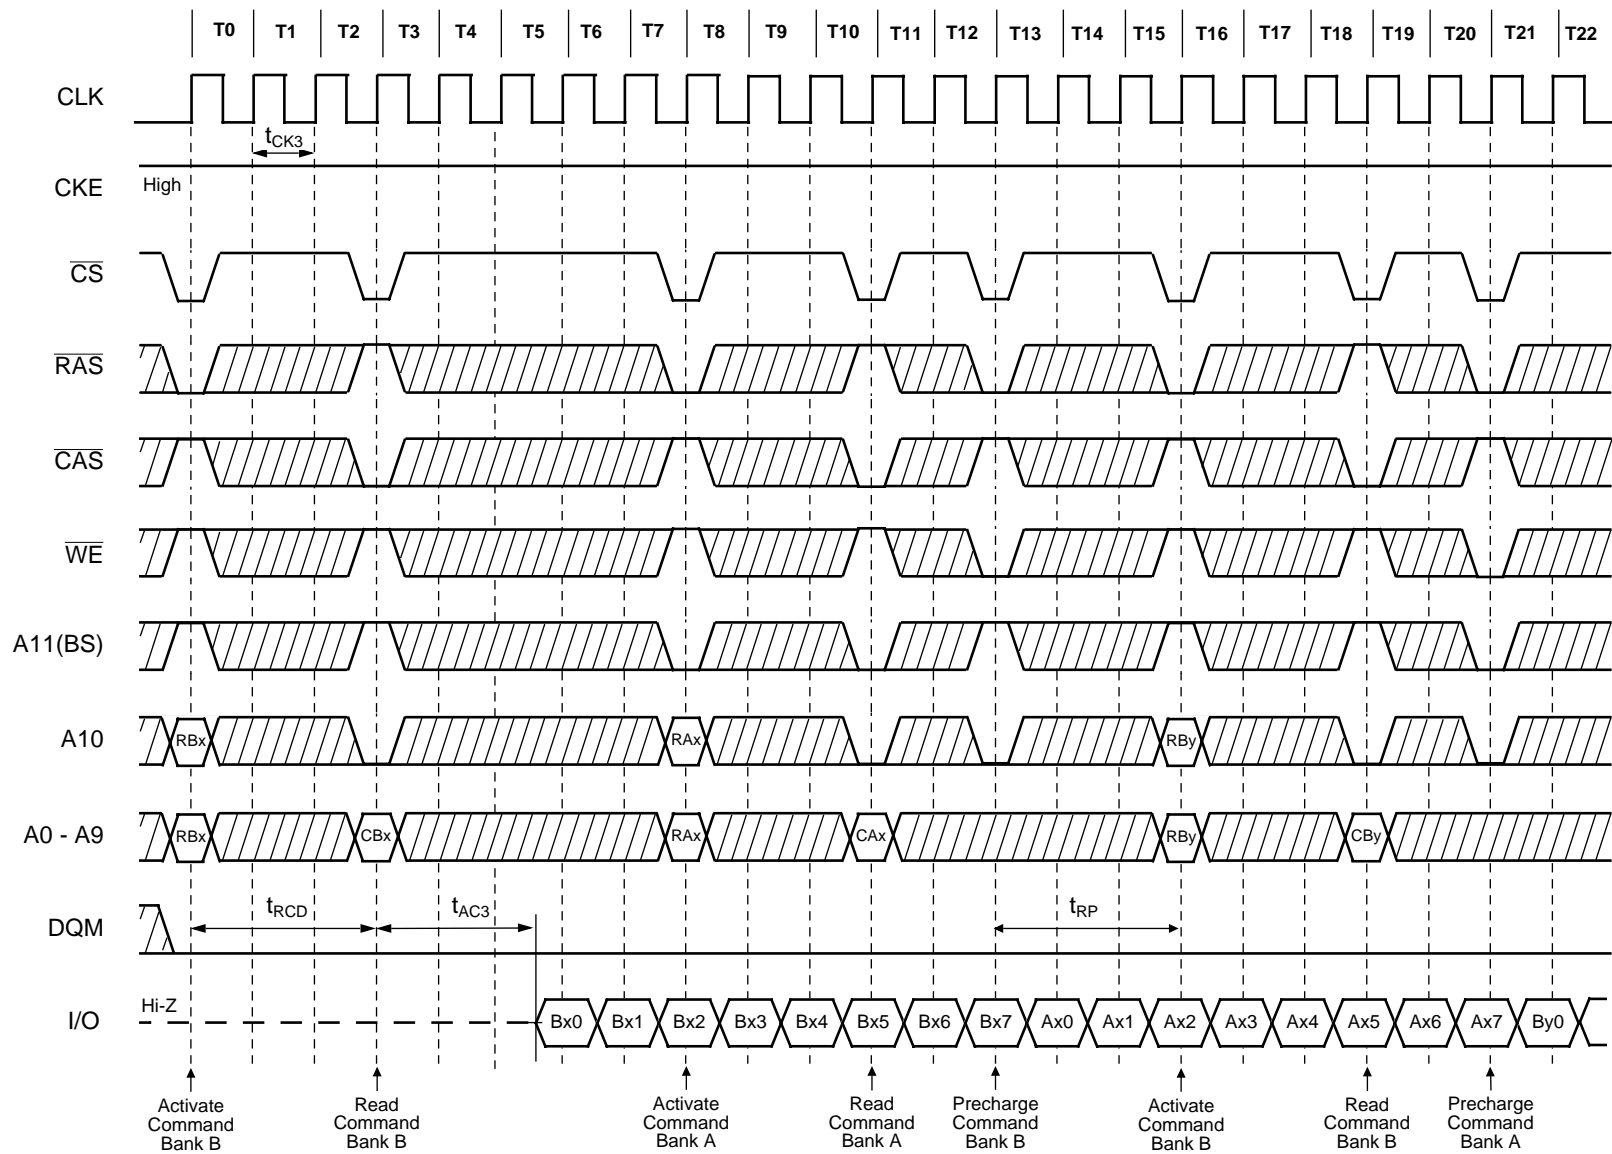 T0 T1 T2 T3 T4 T5 T6 T7 T8 T9 T10 T11 T12 T13 T14 T15 T16 T17 T18 T19 T20 T21 T22
CLK
tCK3
CKE
High
CS
RAS
CAS
WE
A11(BS)
A10
RBx RAx RBy
A0 - A9
RBx CBx RAx CAx RBy CBy
DQM
tRCD tAC3 tRP
I/O
Hi-Z
Bx0 Bx1 Bx2 Bx3 Bx4 Bx5 Bx6 Bx7 Ax0 Ax1 Ax2 Ax3 Ax4 Ax5 Ax6 Ax7 By0
Activate
Command
Bank B
Read
Command
Bank B
Activate
Command
Bank A
Read
Command
Bank A
Precharge
Command
Bank B
Activate
Command
Bank B
Read
Command
Bank B
Precharge
Command
Bank A